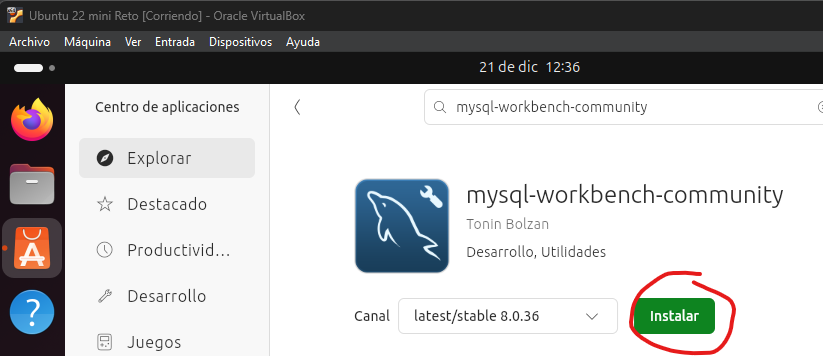 Ubuntu 22 mini Reto [Corriendo] - Oracle VirtualBox
Archivo Máquina Ver Entrada Dispositivos Ayuda
21 de dic 12:36
Centro de aplicaciones
mysql-workbench-community
Explorar
Destacado
Productivid...
Desarrollo
Juegos
mysql-workbench-community
Tonin Bolzan
Desarrollo, Utilidades
Canal latest/stable 8.0.36 Instalar